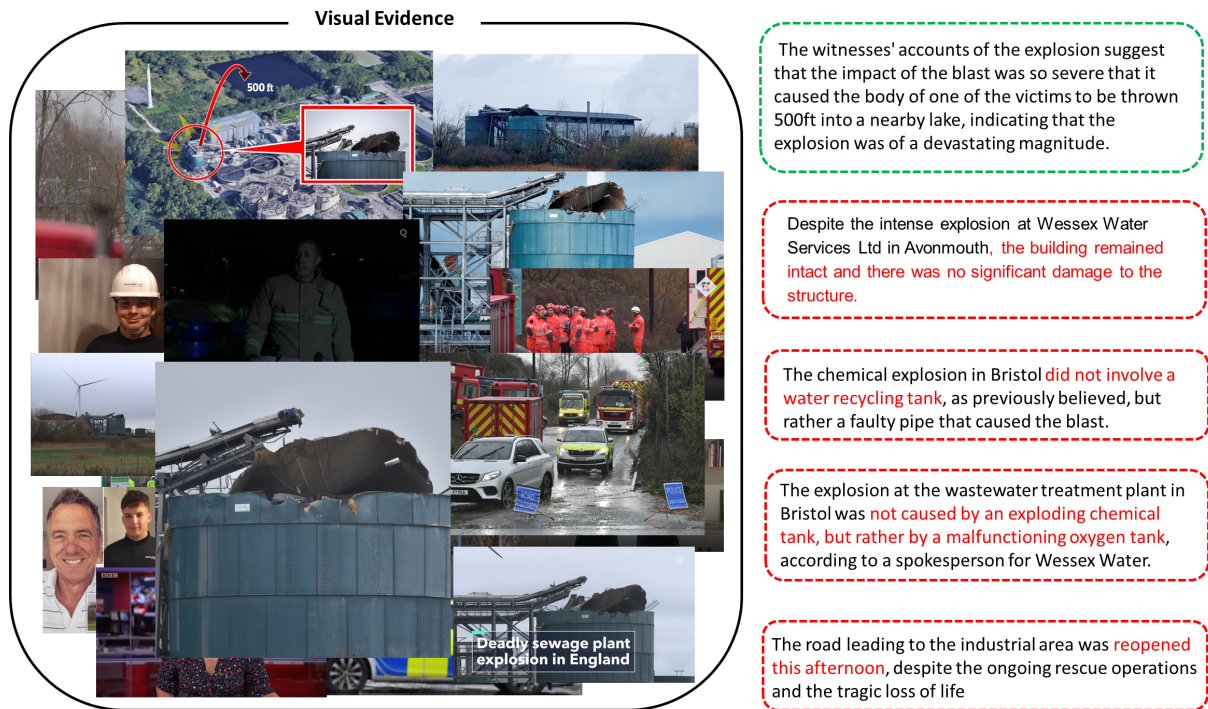 Visual Evidence
500 ft
Q
BBC
POLICE
Q
Deadly sewage plant
explosion in England
The witnesses' accounts of the explosion suggest
that the impact of the blast was so severe that it
caused the body of one of the victims to be thrown
500ft into a nearby lake, indicating that the
explosion was of a devastating magnitude.
Despite the intense explosion at Wessex Water
Services Ltd in Avonmouth, the building remained
intact and there was no significant damage to the
structure.
The chemical explosion in Bristol did not involve a
water recycling tank, as previously believed, but
rather a faulty pipe that caused the blast.
The explosion at the wastewater treatment plant in
Bristol was not caused by an exploding chemical
tank, but rather by a malfunctioning oxygen tank,
according to a spokesperson for Wessex Water.
The road leading to the industrial area was reopened
this afternoon, despite the ongoing rescue operations
and the tragic loss of life